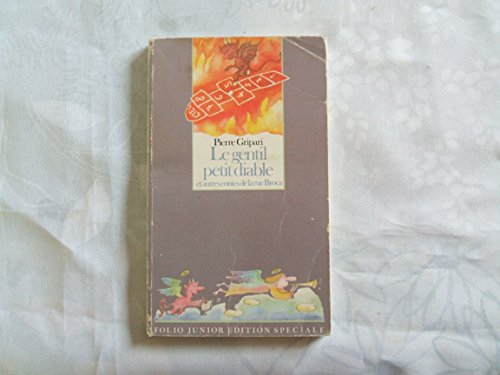 Pierre Gripari
Le gentil
petit diable
et autres contes de la rue Broca
FOLIO JUNIOR EDITION SPECIALE